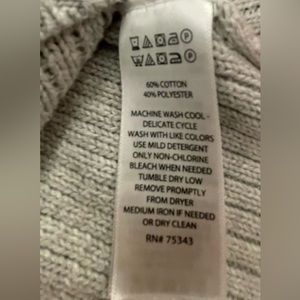 60% COTTON
40% POLYESTER
MACHINE WASH COOL -
DELICATE CYCLE
WASH WITH LIKE COLORS
USE MILD DETERGENT
ONLY NON-CHLORINE
BLEACH WHEN NEEDED
TUMBLE DRY LOW
REMOVE PROMPTLY
FROM DRYER
MEDIUM IRON IF NEEDED
OR DRY CLEAN
RN# 75343